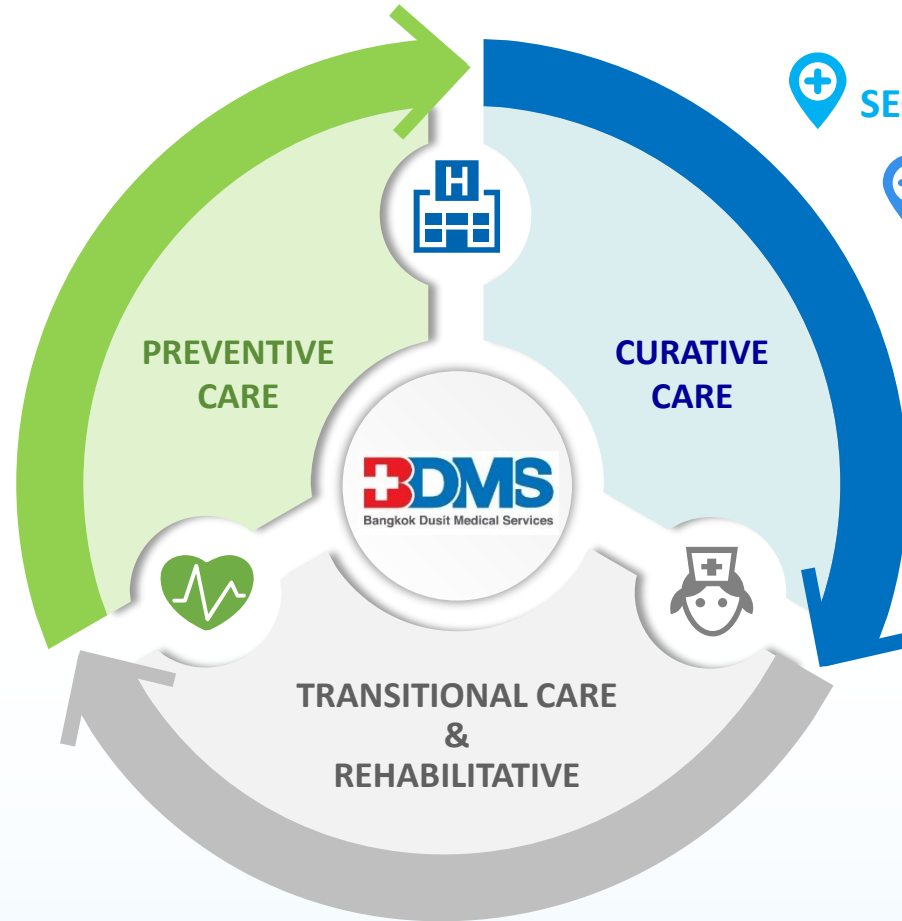 SE
PREVENTIVE
CARE
CURATIVE
CARE
BDMS
Bangkok Dusit Medical Services
H
TRANSITIONAL CARE
&
REHABILITATIVE